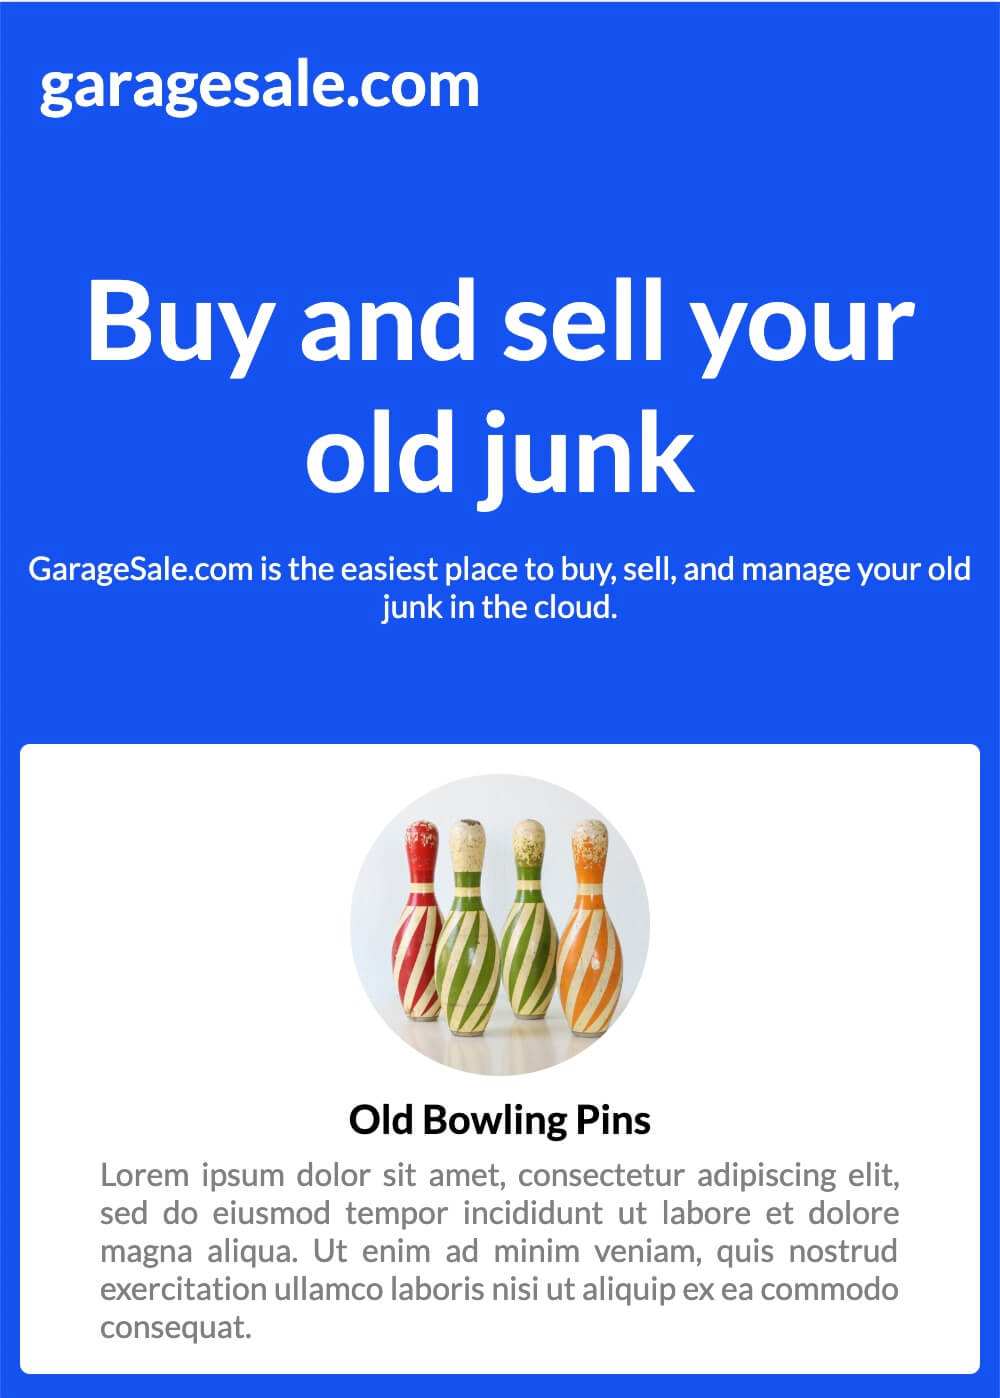 garagesale.com
Buy and sell your
old junk
GarageSale.com is the easiest place to buy, sell, and manage your old
junk in the cloud.
Old Bowling Pins
Lorem ipsum dolor sit amet, consectetur adipiscing elit,
sed do eiusmod tempor incididunt ut labore et dolore
magna aliqua. Ut enim ad minim veniam, quis nostrud
exercitation ullamco laboris nisi ut aliquip ex ea commodo
consequat.